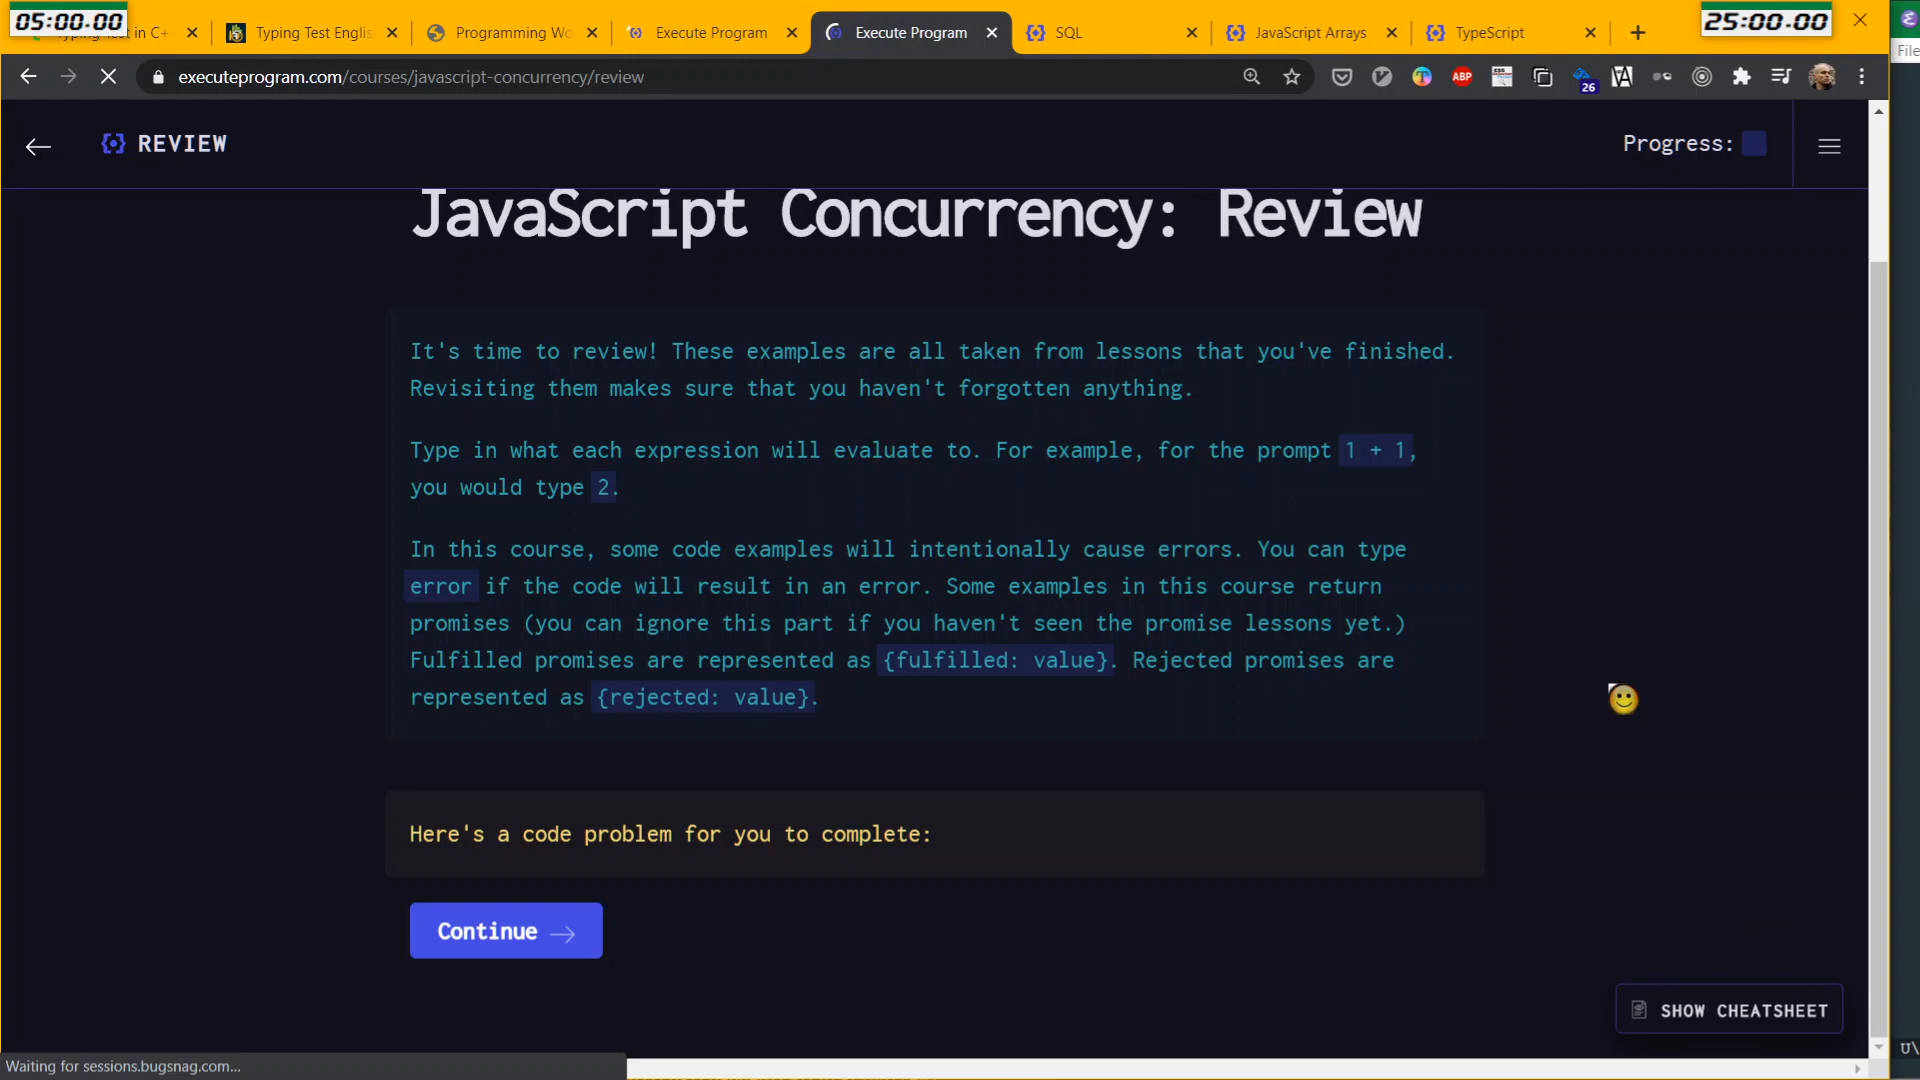 05:00.00
Typing Test in C+
Typing Test Englis
Programming Wo
Execute Program
Execute Program
SQL
JavaScript Arrays
TypeScript
25:00.00
File
executeprogram.com/courses/javascript-concurrency/review
ABP
26
REVIEW
Progress:
JavaScript Concurrency: Review
It's time to review! These examples are all taken from lessons that you've finished.
Revisiting them makes sure that you haven't forgotten anything.
Type in what each expression will evaluate to. For example, for the prompt 1 + 1,
you would type 2.
In this course, some code examples will intentionally cause errors. You can type
error if the code will result in an error. Some examples in this course return
promises (you can ignore this part if you haven't seen the promise lessons yet.)
Fulfilled promises are represented as {fulfilled: value}. Rejected promises are
represented as {rejected: value}.
Here's a code problem for you to complete:
Continue
SHOW CHEATSHEET
U\
Waiting for sessions.bugsnag.com...